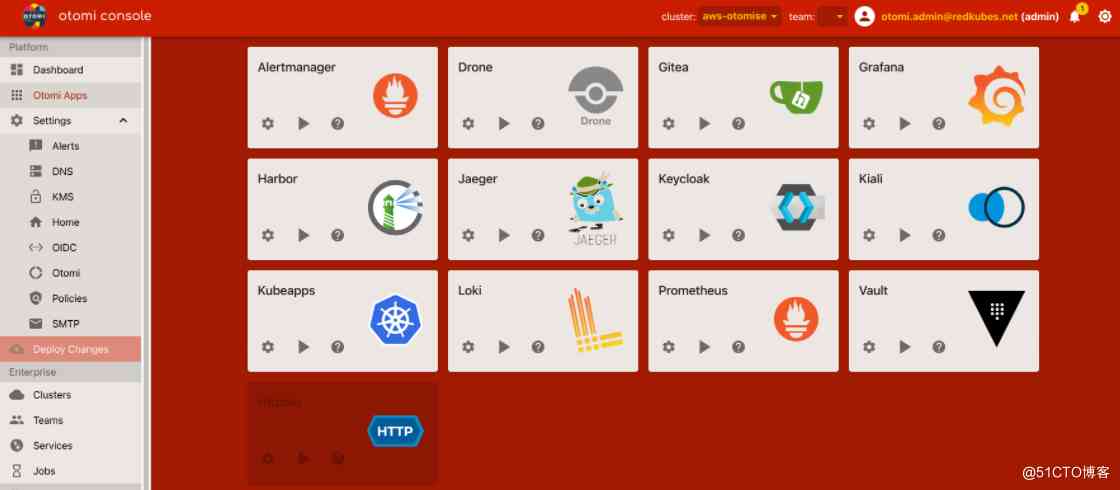 OTOMI
otomi console
cluster: aws-otomise team: otomi.admin@redkubes.net (admin) 1
Platform
Dashboard
Otomi Apps
Settings
Alerts
DNS
KMS
Home
OIDC
Otomi
Policies
SMTP
Deploy Changes
Enterprise
Clusters
Teams
Services
Jobs
Alertmanager
Drone
Drone
Gitea
Grafana
Harbor
Jaeger
JAEGER
Keycloak
Kiali
Kubeapps
Loki
Prometheus
Vault
HTTP
@51CTO博客